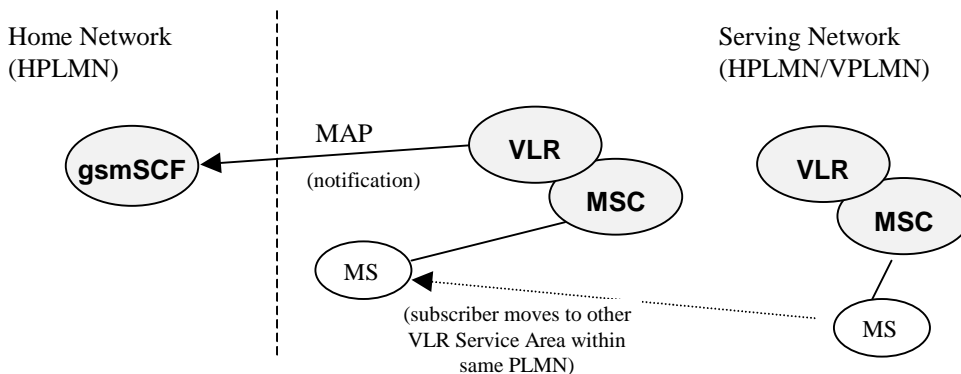 Home Network
(HPLMN)
Serving Network
(HPLMN/VPLMN)
MAP
(notification)
gsmSCF
VLR
MSC
VLR
MSC
MS
MS
(subscriber moves to other
VLR Service Area within
same PLMN)